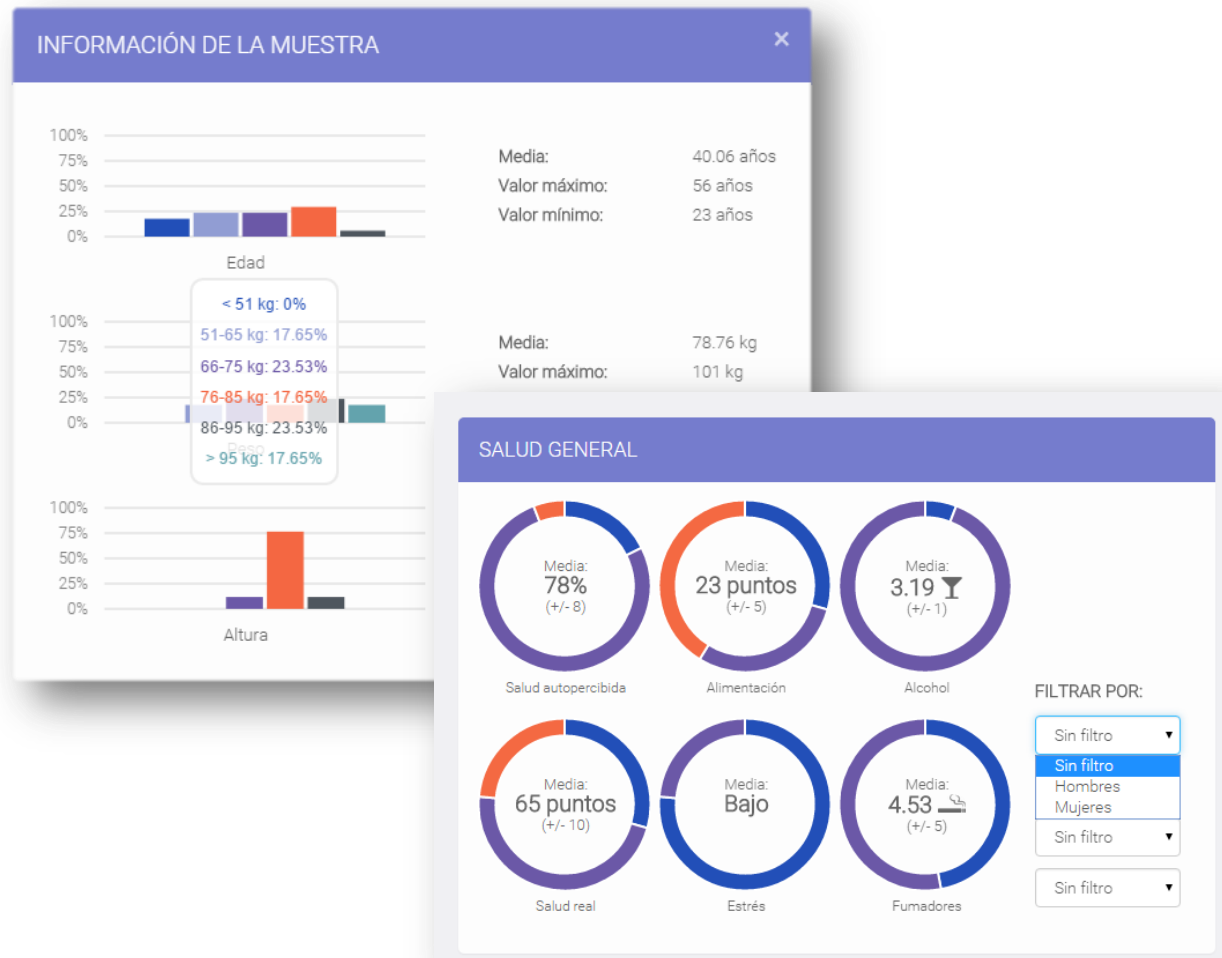 INFORMACIÓN DE LA MUESTRA ×
100%
75%
50%
25%
0%
Edad
Media: 40.06 años
Valor máximo: 56 años
Valor mínimo: 23 años
100%
75%
50%
25%
0%
Peso
< 51 kg: 0%
51-65 kg: 17.65%
66-75 kg: 23.53%
76-85 kg: 17.65%
86-95 kg: 23.53%
> 95 kg: 17.65%
Media: 78.76 kg
Valor máximo: 101 kg
100%
75%
50%
25%
0%
Altura
SALUD GENERAL
Media:
78%
(+/- 8)
Salud autopercibida
Media:
23 puntos
(+/- 5)
Alimentación
Media:
3.19
(+/- 1)
Alcohol
Media:
65 puntos
(+/- 10)
Salud real
Media:
Bajo
Estrés
Media:
4.53
(+/- 5)
Fumadores
FILTRAR POR:
Sin filtro
Sin filtro
Hombres
Mujeres
Sin filtro
Sin filtro